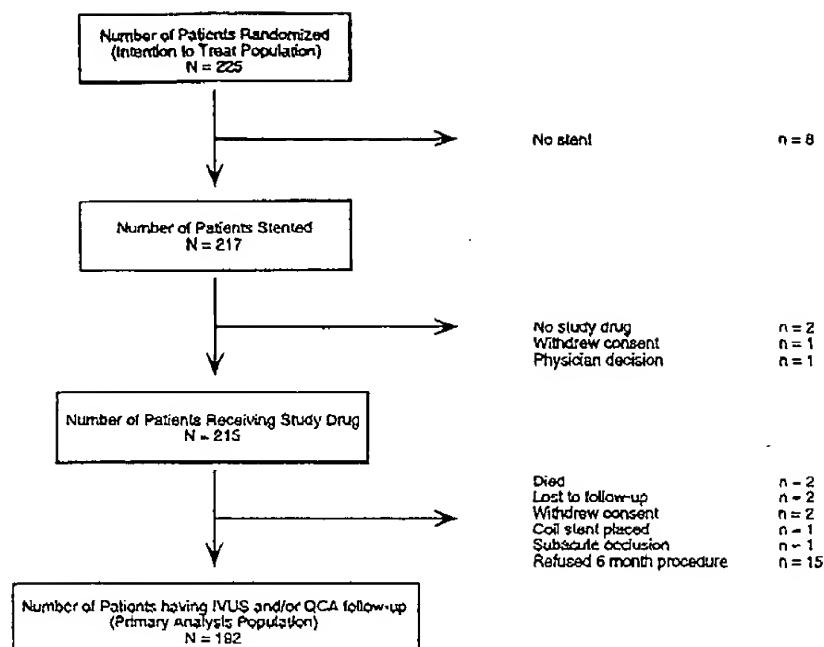 Number of Patients Randomized
(Intention to Treat Population)
N = 225
No stent n = 8
Number of Patients Stented
N = 217
No study drug n = 2
Withdrew consent n = 1
Physician decision n = 1
Number of Patients Receiving Study Drug
N = 215
Died n = 2
Lost to follow-up n = 2
Withdrew consent n = 2
Coil stent placed n = 1
Subacute occlusion n = 1
Refused 6 month procedure n = 15
Number of Patients having IVUS and/or QCA follow-up
(Primary Analysis Population)
N = 192